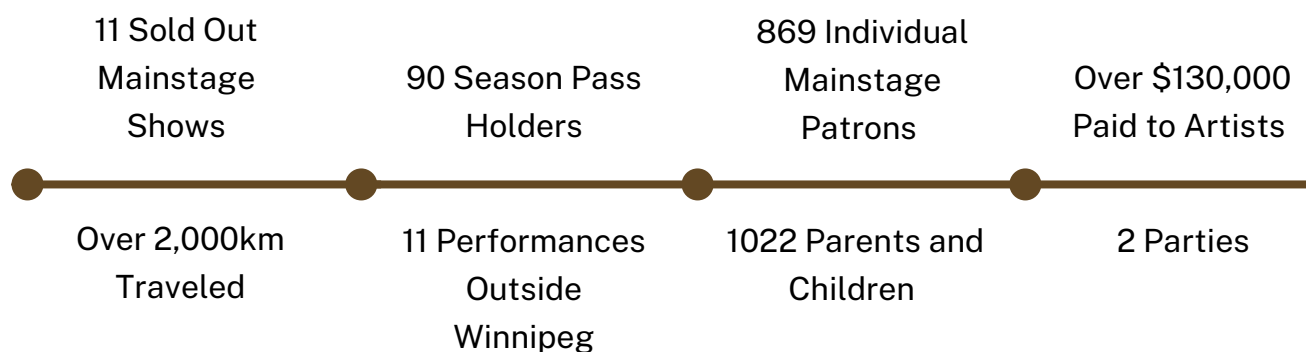 11 Sold Out
Mainstage
Shows
90 Season Pass
Holders
869 Individual
Mainstage
Patrons
Over $130,000
Paid to Artists
Over 2,000km
Traveled
11 Performances
Outside
Winnipeg
1022 Parents and
Children
2 Parties